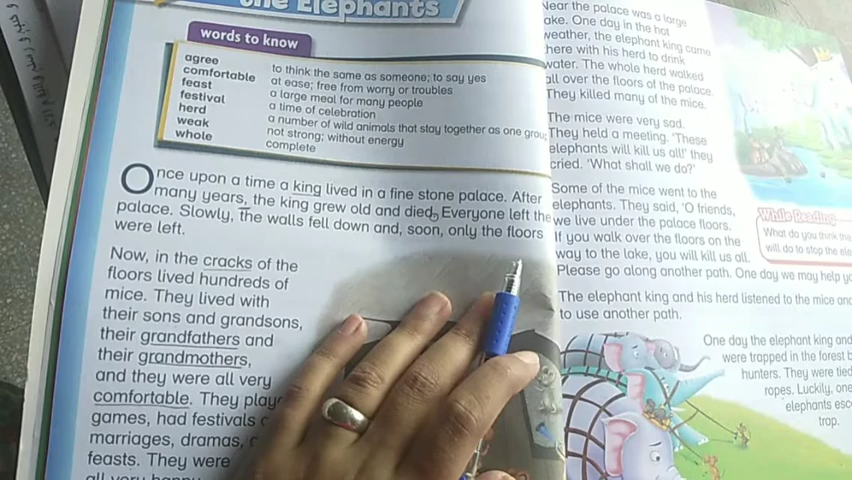 the Elephants
words to know
agree to think the same as someone; to say yes
comfortable at ease; free from worry or troubles
feast a large meal for many people
festival a time of celebration
herd a number of wild animals that stay together as one group
weak not strong; without energy
whole complete
Once upon a time a king lived in a fine stone palace. After
many years, the king grew old and died. Everyone left the
palace. Slowly, the walls fell down and, soon, only the floors
were left.
Now, in the cracks of the
floors lived hundreds of
mice. They lived with
their sons and grandsons,
their grandfathers and
their grandmothers,
and they were all very
comfortable. They play
games, had festivals
marriages, dramas,
feasts. They were
all very happy
Near the palace was a large
ake. One day in the hot
weather, the elephant king came
here with his herd to drink
water. The whole herd walked
all over the floors of the palace.
They killed many of the mice.
The mice were very sad.
They held a meeting. 'These
elephants will kill us all!' they
cried. 'What shall we do?'
Some of the mice went to the
elephants. They said, 'O friends,
we live under the palace floors.
If you walk over the floors on the
way to the lake, you will kill us all.
Please go along another path. One day we may help yo
The elephant king and his herd listened to the mice and
to use another path.
While Reading
What do you think the
will do to stop the ele
One day the elephant king and
were trapped in the forest b
hunters. They were tied
ropes. Luckily, one
elephants esc
trap.